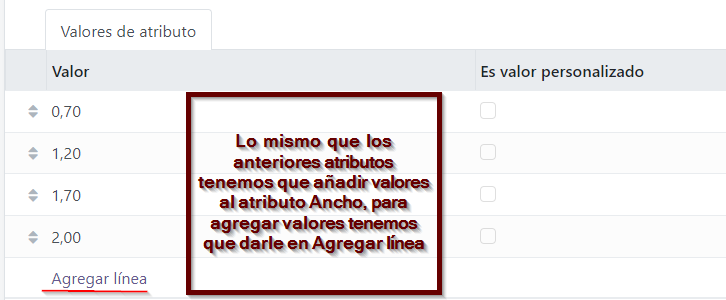 Valores de atributo
Valor
Es valor personalizado
0,70
1,20
1,70
2,00
Agregar línea
Lo mismo que los
anteriores atributos
tenemos que añadir valores
al atributo Ancho, para
agregar valores tenemos
que darle en Agregar línea